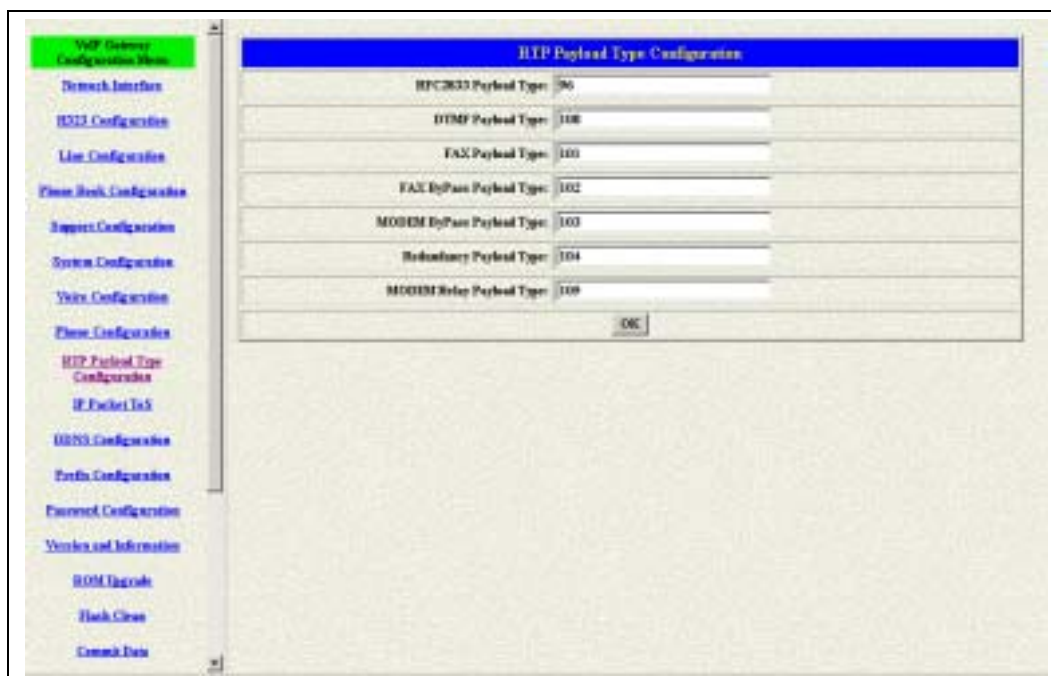 VoIP Gateway
Configuration Menu
Network Interface
H323 Configuration
Line Configuration
Phone Book Configuration
Support Configuration
System Configuration
Voice Configuration
Phone Configuration
RTP Payload Type
Configuration
IP Packet ToS
DDNS Configuration
Prefix Configuration
Password Configuration
Version and Information
ROM Upgrade
Flash Clean
Commit Data
RTP Payload Type Configuration
RFC2833 Payload Type: 96
DTMF Payload Type: 100
FAX Payload Type: 101
FAX ByPass Payload Type: 102
MODEM ByPass Payload Type: 103
Redundancy Payload Type: 104
MODEM Relay Payload Type:
OK